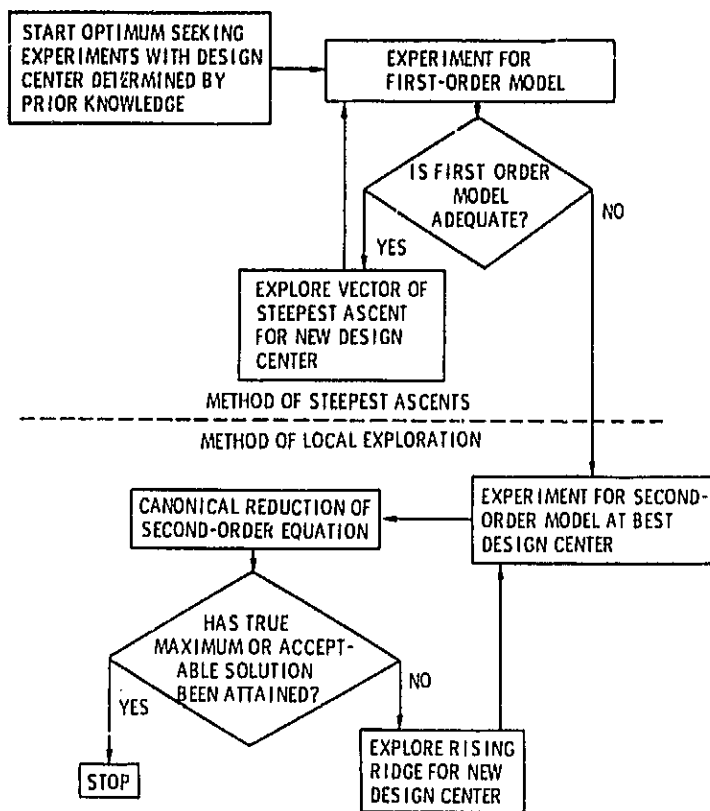 START OPTIMUM SEEKING
EXPERIMENTS WITH DESIGN
CENTER DETERMINED BY
PRIOR KNOWLEDGE
EXPERIMENT FOR
FIRST-ORDER MODEL
IS FIRST ORDER
MODEL
ADEQUATE?
NO
YES
EXPLORE VECTOR OF
STEEPEST ASCENT
FOR NEW DESIGN
CENTER
METHOD OF STEEPEST ASCENTS
METHOD OF LOCAL EXPLORATION
CANONICAL REDUCTION OF
SECOND-ORDER EQUATION
EXPERIMENT FOR SECOND-
ORDER MODEL AT BEST
DESIGN CENTER
HAS TRUE
MAXIMUM OR ACCEPT-
ABLE SOLUTION
BEEN ATTAINED?
YES
NO
STOP
EXPLORE RISING
RIDGE FOR NEW
DESIGN CENTER